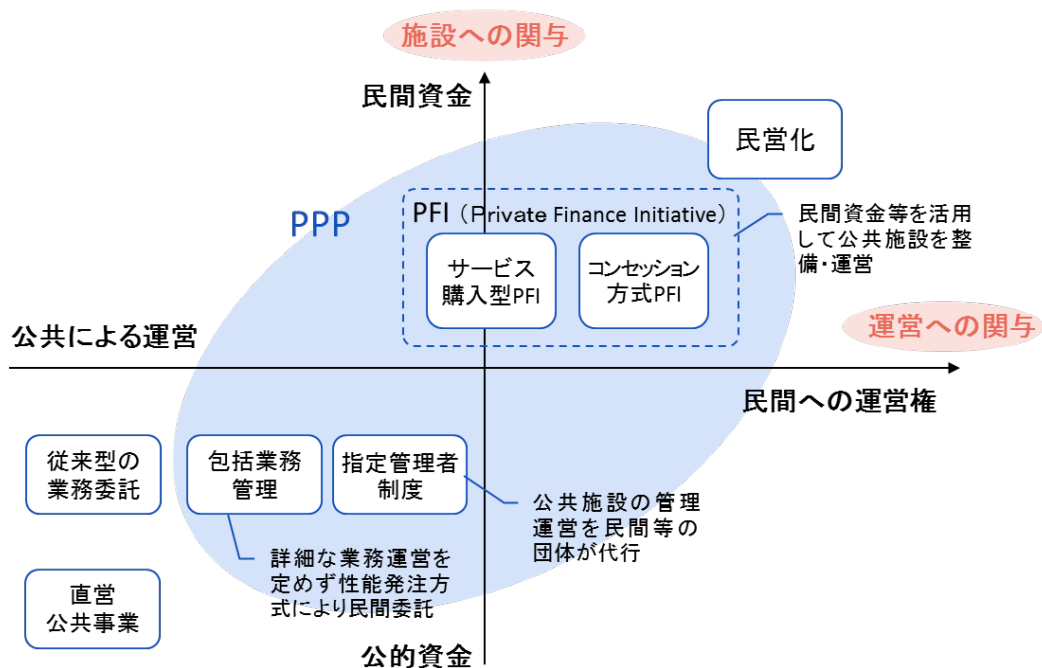 施設への関与
民間資金
民営化
PPP
PFI（Private Finance Initiative）
サービス
購入型PFI
コンセッション
方式PFI
民間資金等を活用
して公共施設を整
備・運営
公共による運営
運営への関与
民間への運営権
従来型の
業務委託
包括業務
管理
指定管理者
制度
公共施設の管理
運営を民間等の
団体が代行
詳細な業務運営を
定めず性能発注方
式により民間委託
直営
公共事業
公的資金